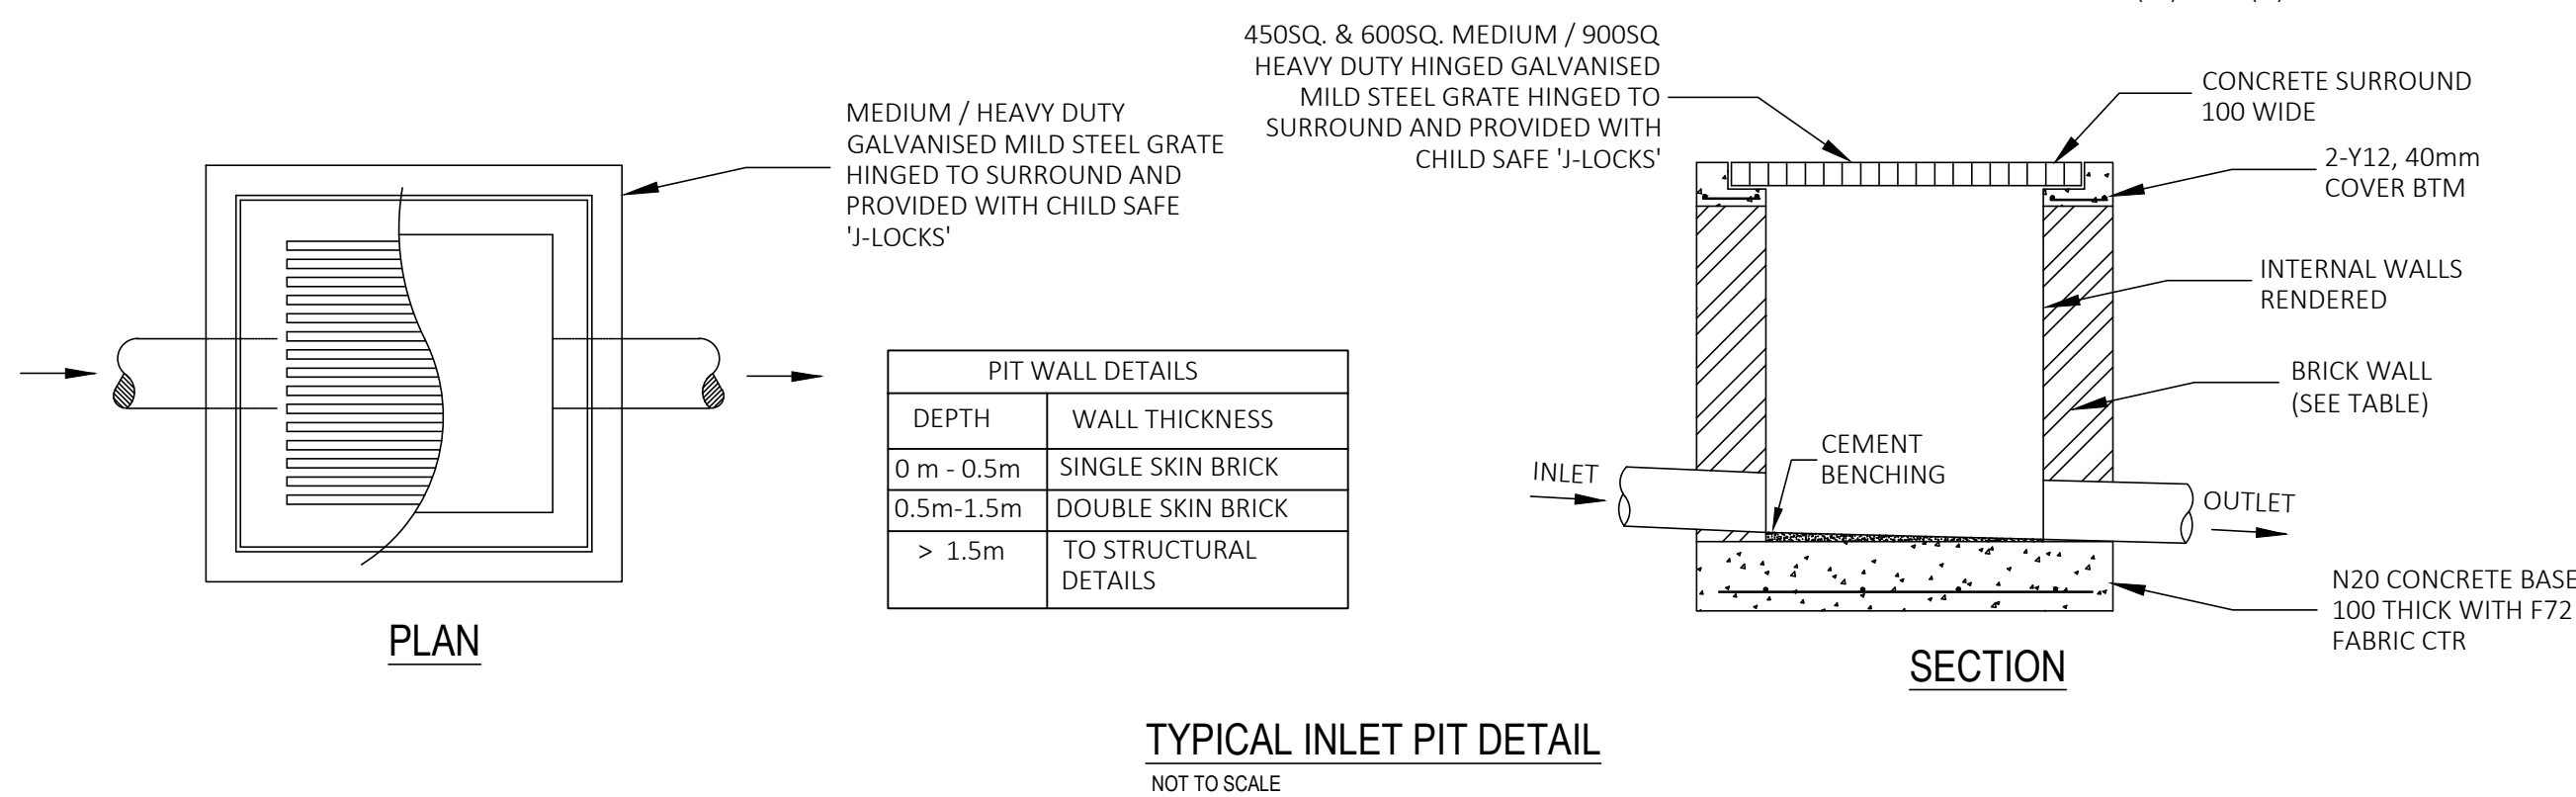 MEDIUM / HEAVY DUTY
GALVANISED MILD STEEL GRATE
HINGED TO SURROUND AND
PROVIDED WITH CHILD SAFE
'J-LOCKS'
PLAN
PIT WALL DETAILS
DEPTH WALL THICKNESS
0 m - 0.5m SINGLE SKIN BRICK
0.5m-1.5m DOUBLE SKIN BRICK
> 1.5m TO STRUCTURAL
DETAILS
450SQ. & 600SQ. MEDIUM / 900SQ
HEAVY DUTY HINGED GALVANISED
MILD STEEL GRATE HINGED TO
SURROUND AND PROVIDED WITH
CHILD SAFE 'J-LOCKS'
CONCRETE SURROUND
100 WIDE
2-Y12, 40mm
COVER BTM
INTERNAL WALLS
RENDERED
BRICK WALL
(SEE TABLE)
CEMENT
BENCHING
INLET
OUTLET
N20 CONCRETE BASE
100 THICK WITH F72
FABRIC CTR
SECTION
TYPICAL INLET PIT DETAIL
NOT TO SCALE